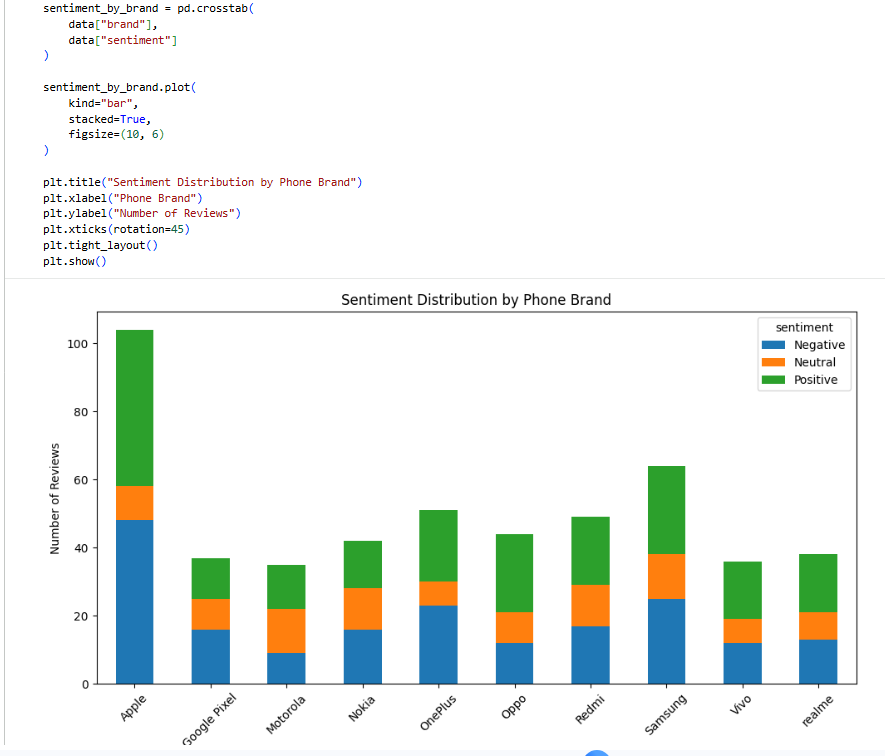 sentiment_by_brand = pd.crosstab(
    data["brand"],
    data["sentiment"]
)
sentiment_by_brand.plot(
    kind="bar",
    stacked=True,
    figsize=(10, 6)
)
plt.title("Sentiment Distribution by Phone Brand")
plt.xlabel("Phone Brand")
plt.ylabel("Number of Reviews")
plt.xticks(rotation=45)
plt.tight_layout()
plt.show()
Sentiment Distribution by Phone Brand
sentiment
Negative
Neutral
Positive
Number of Reviews
100
80
60
40
20
0
Apple
Google Pixel
Motorola
Nokia
OnePlus
Oppo
Redmi
Samsung
Vivo
realme